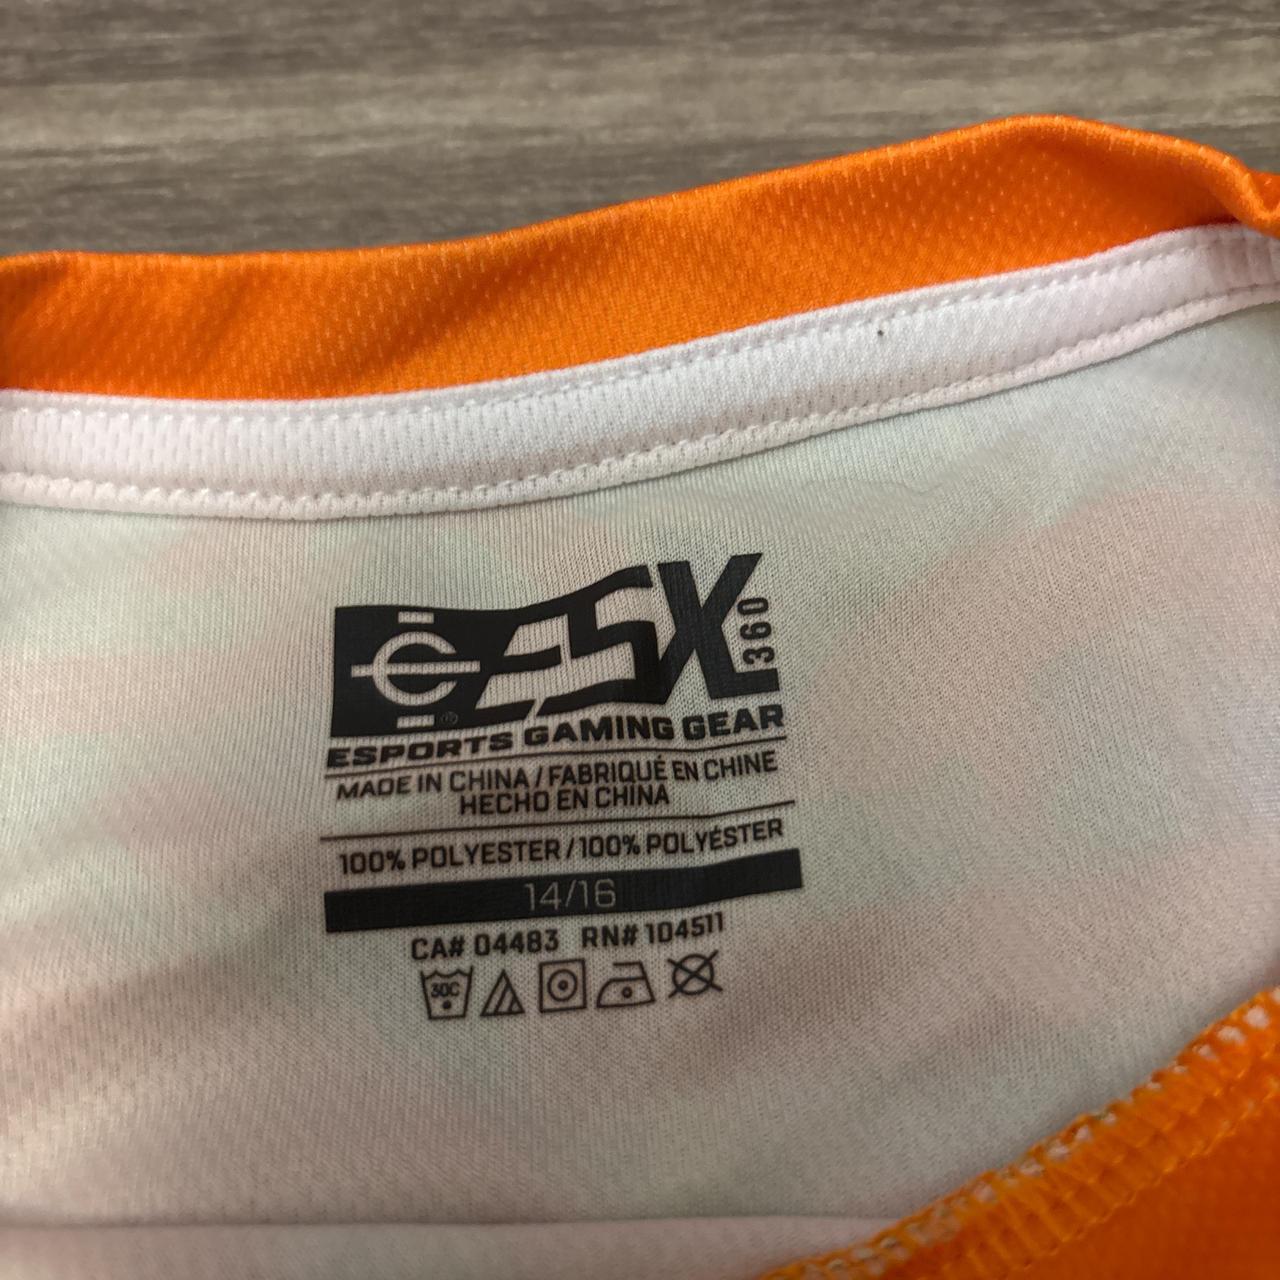 ESX 360
®
ESPORTS GAMING GEAR
MADE IN CHINA / FABRIQUÉ EN CHINE
HECHO EN CHINA
100% POLYESTER / 100% POLYÉSTER
14/16
CA# 04483 RN# 104511
30C